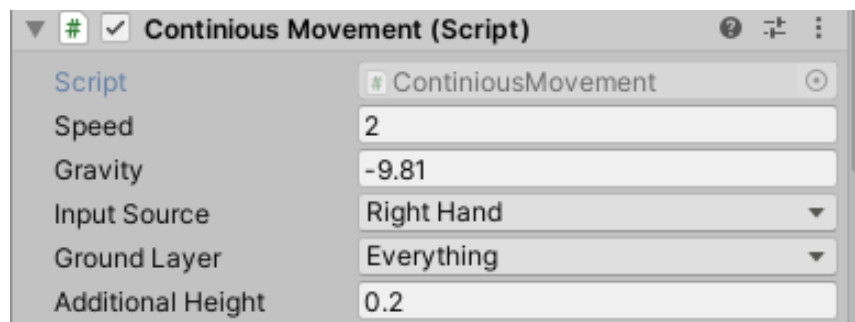 # Continious Movement (Script)
Script # ContiniousMovement
Speed 2
Gravity -9.81
Input Source Right Hand
Ground Layer Everything
Additional Height 0.2